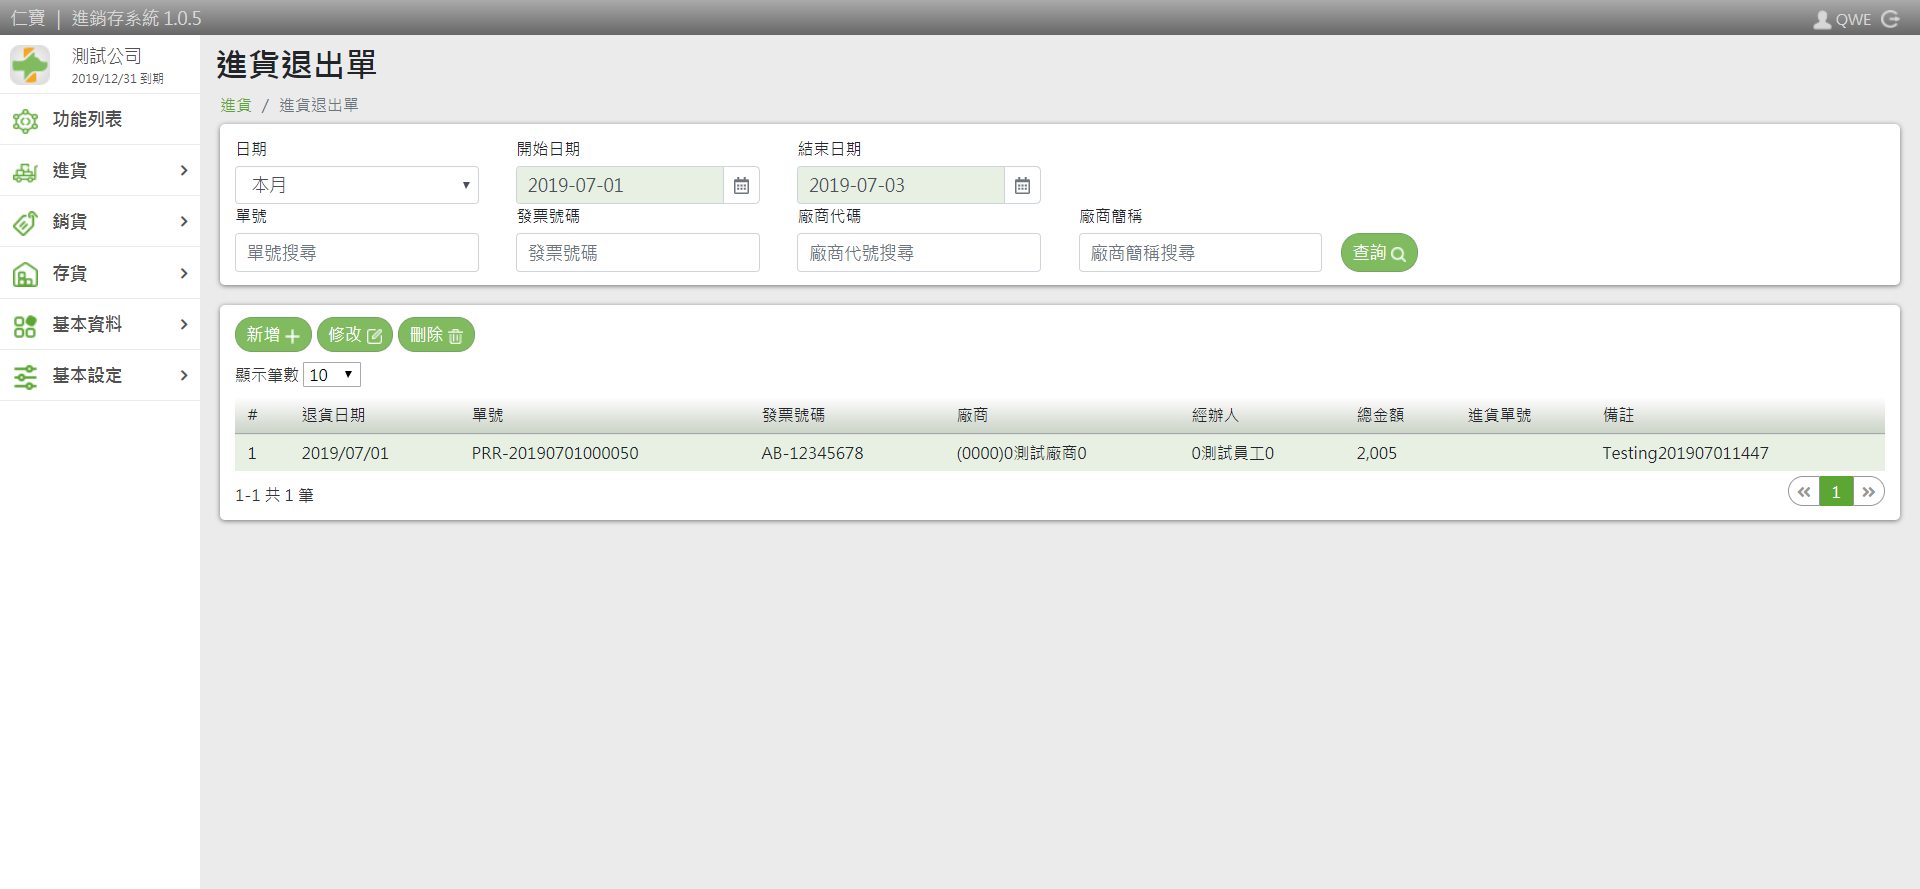 仁寶 | 進銷存系統 1.0.5
QWE
測試公司
2019/12/31 到期
功能列表
進貨
銷貨
存貨
基本資料
基本設定
進貨退出單
進貨 / 進貨退出單
日期 開始日期 結束日期
本月 2019-07-01 2019-07-03
單號 發票號碼 廠商代碼 廠商簡稱
單號搜尋 發票號碼 廠商代號搜尋 廠商簡稱搜尋 查詢
新增 修改 刪除
顯示筆數 10
# 退貨日期 單號 發票號碼 廠商 經辦人 總金額 進貨單號 備註
1 2019/07/01 PRR-20190701000050 AB-12345678 (0000)0測試廠商0 0測試員工0 2,005 Testing201907011447
1-1 共 1 筆
« 1 »